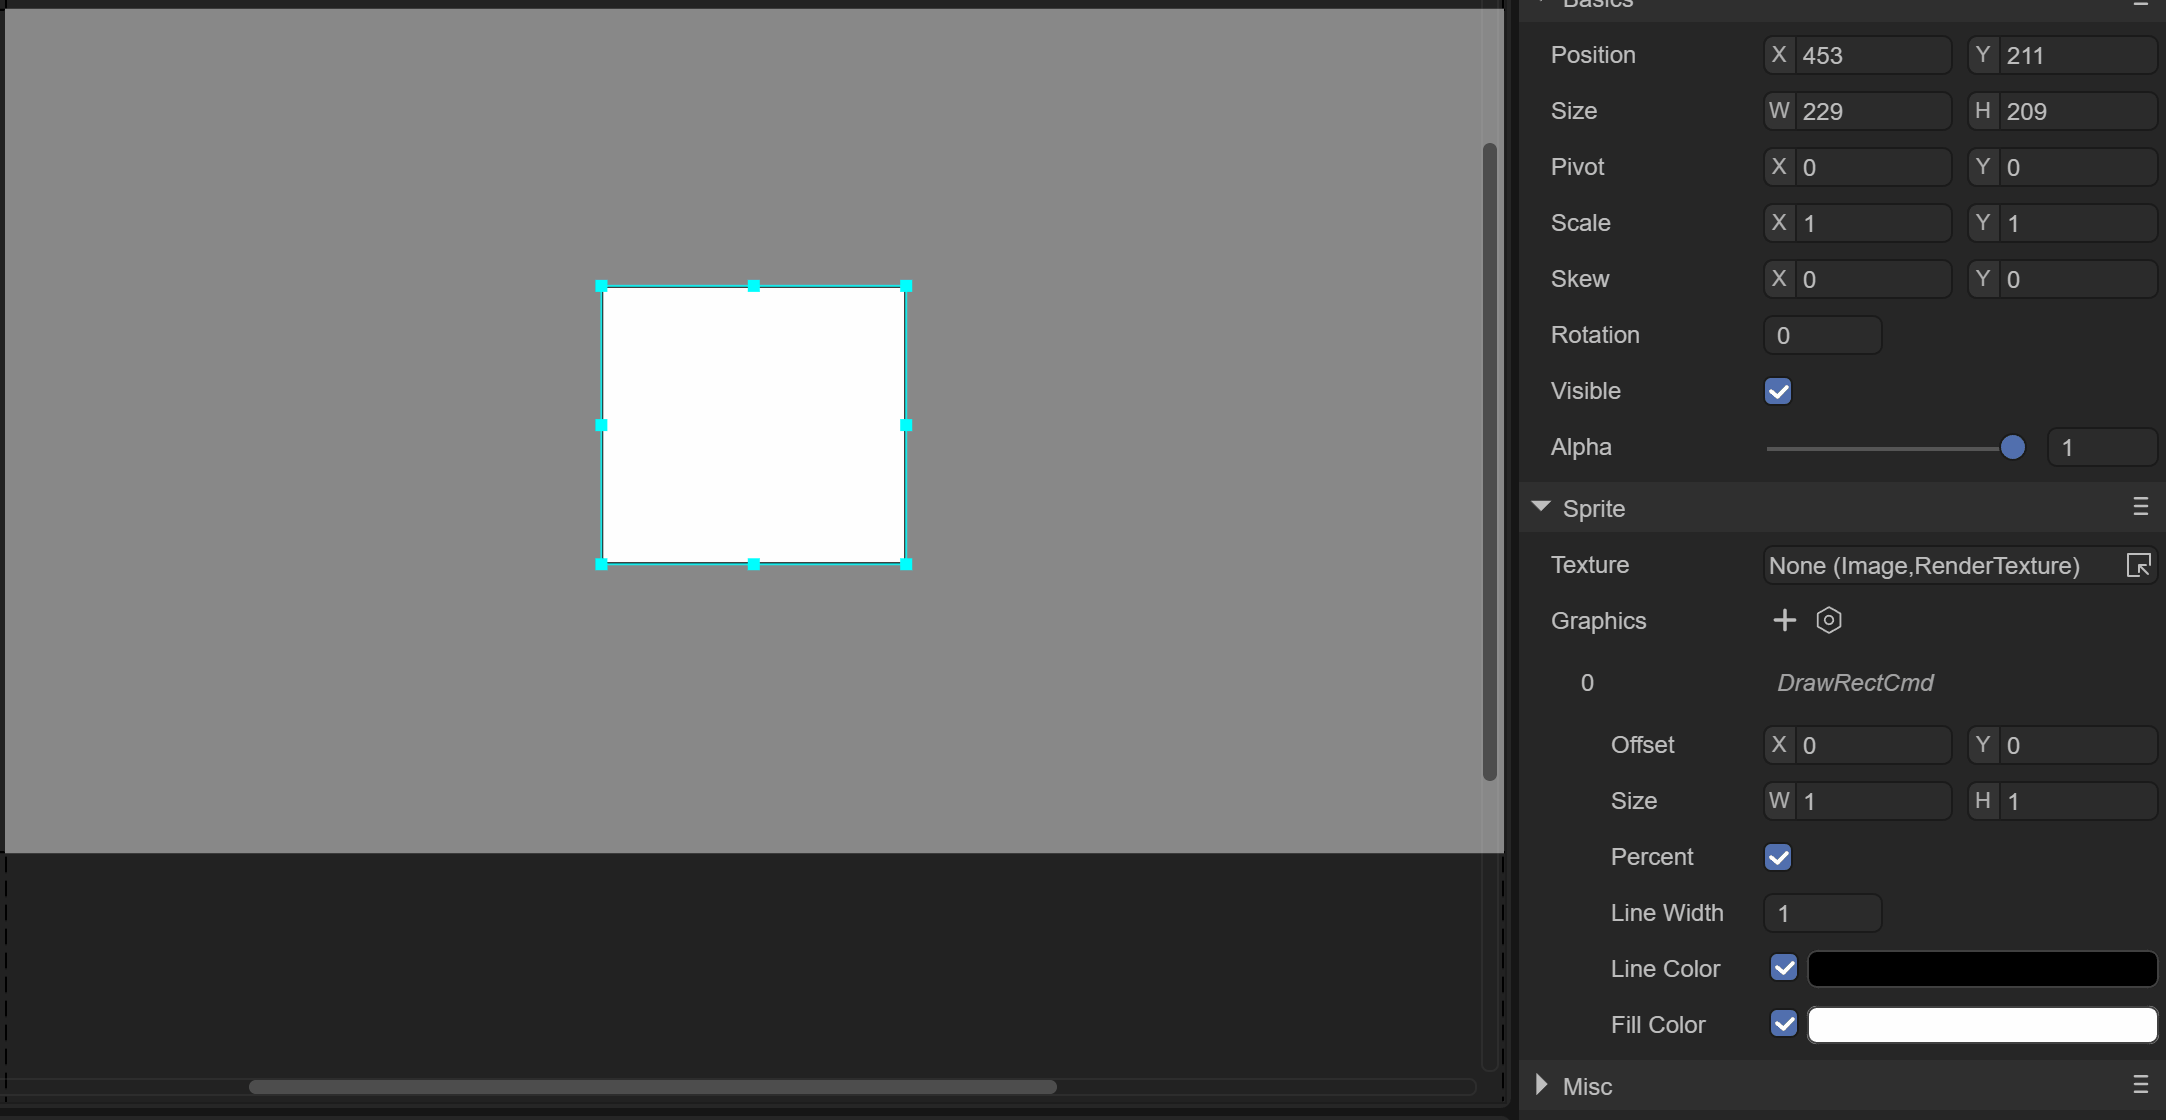 Basics
Position X 453 Y 211
Size W 229 H 209
Pivot X 0 Y 0
Scale X 1 Y 1
Skew X 0 Y 0
Rotation 0
Visible
Alpha 1
Sprite
Texture None (Image,RenderTexture)
Graphics
0 DrawRectCmd
Offset X 0 Y 0
Size W 1 H 1
Percent
Line Width 1
Line Color
Fill Color
Misc